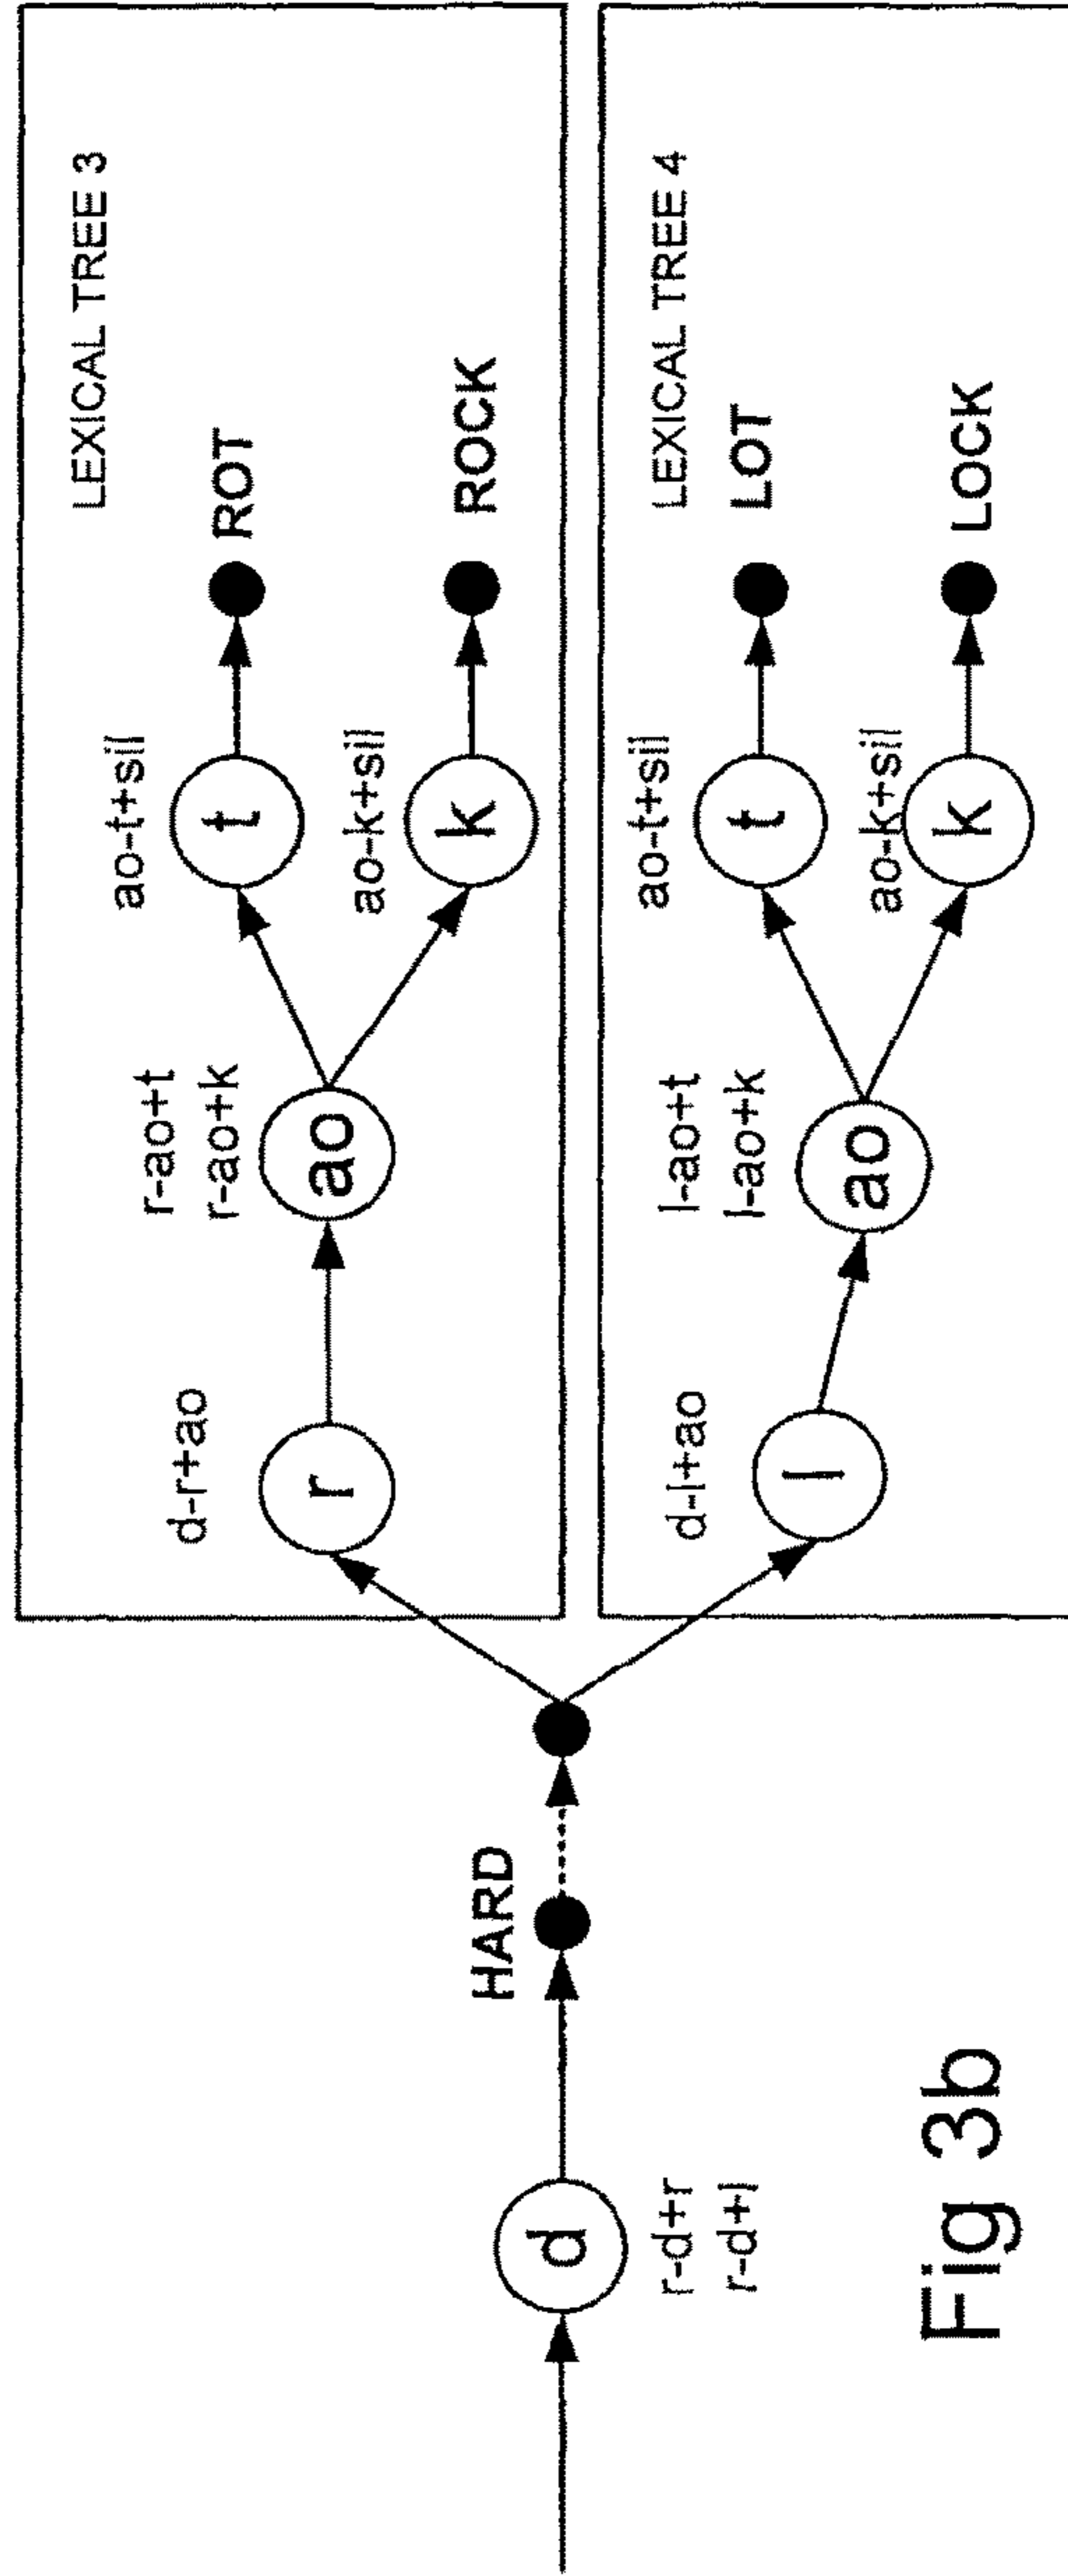 LEXICAL TREE 3
d-r+ao
r
r-ao+t
r-ao+k
ao
ao-t+sil
t
ROT
ao-k+sil
k
ROCK
HARD
d
r-d+r
r-d+l
LEXICAL TREE 4
d-l+ao
l
l-ao+t
l-ao+k
ao
ao-t+sil
t
LOT
ao-k+sil
k
LOCK
Fig 3b